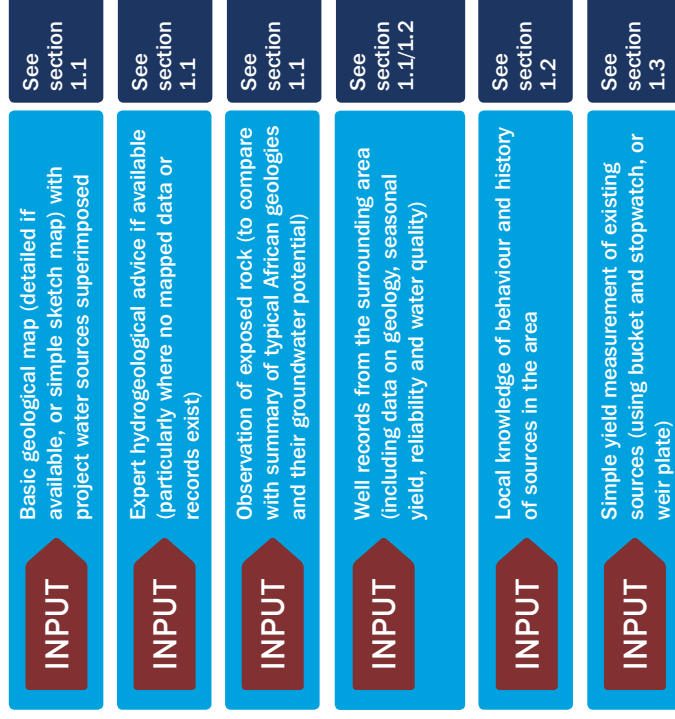 INPUT
Basic geological map (detailed if
available, or simple sketch map) with
project water sources superimposed
See
section
1.1
INPUT
Expert hydrogeological advice if available
(particularly where no mapped data or
records exist)
See
section
1.1
INPUT
Observation of exposed rock (to compare
with summary of typical African geologies
and their groundwater potential)
See
section
1.1
INPUT
Well records from the surrounding area
(including data on geology, seasonal
yield, reliability and water quality)
See
section
1.1/1.2
INPUT
Local knowledge of behaviour and history
of sources in the area
See
section
1.2
INPUT
Simple yield measurement of existing
sources (using bucket and stopwatch, or
weir plate)
See
section
1.3